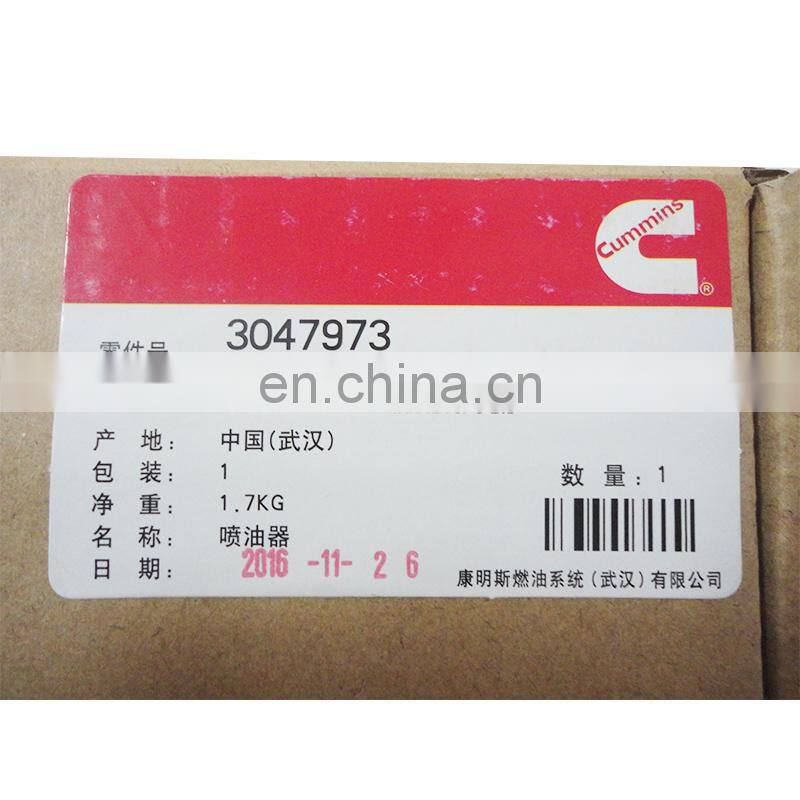 Cummins
®
零件号 3047973
en.china.cn
产 地： 中国(武汉)
包 装： 1 数 量：1
净 重： 1.7KG
名 称： 喷油器
日 期： 2016 -11- 2 6
康明斯燃油系统(武汉)有限公司